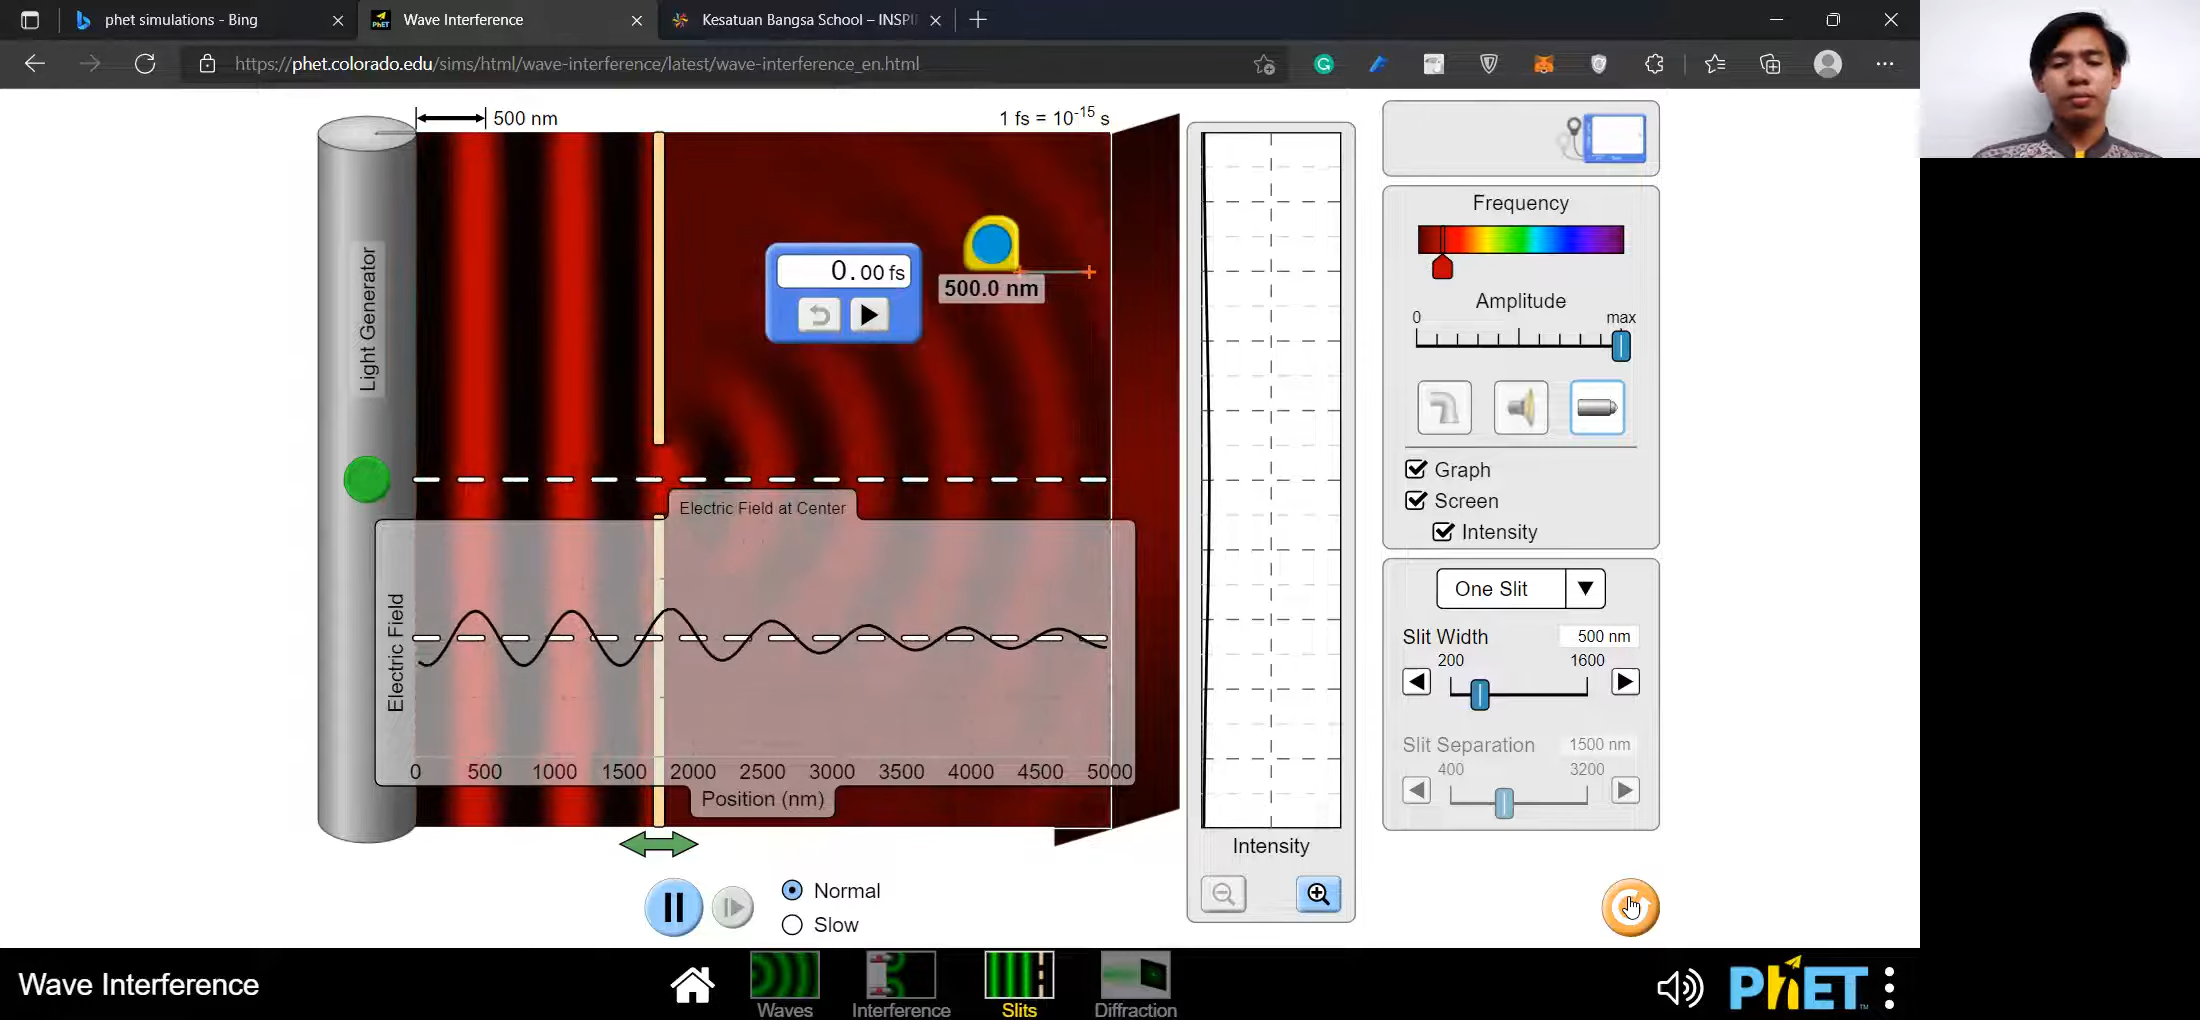 phet simulations - Bing
Wave Interference
Kesatuan Bangsa School – INSPI
https://phet.colorado.edu/sims/html/wave-interference/latest/wave-interference_en.html
500 nm
1 fs = 10⁻¹⁵ s
Light Generator
0.00 fs
500.0 nm
Electric Field at Center
Electric Field
0 500 1000 1500 2000 2500 3000 3500 4000 4500 5000
Position (nm)
Normal
Slow
Intensity
Frequency
Amplitude
0 max
Graph
Screen
Intensity
One Slit
Slit Width 500 nm
200 1600
Slit Separation 1500 nm
400 3200
Wave Interference
Waves
Interference
Slits
Diffraction
PhET